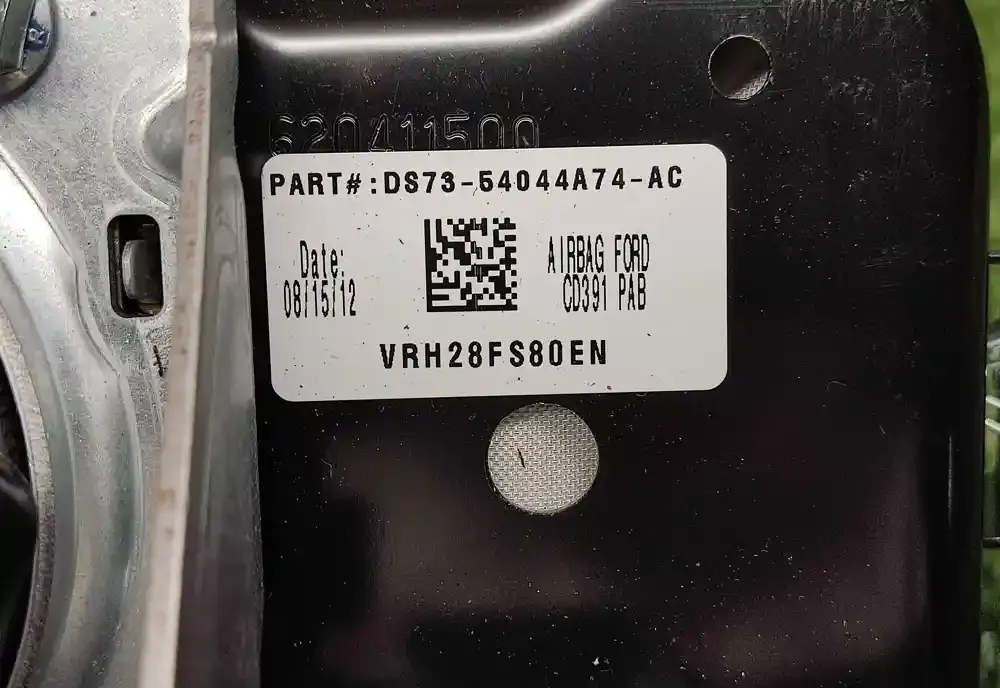 R
620411500
PART#:DS73-54044A74-AC
Date:
08/15/12
AIRBAG FORD
CD391 PAB
VRH28FS80EN